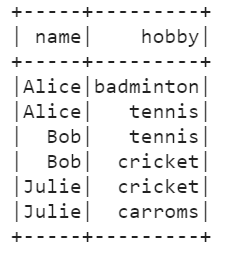 +-----+---------+
| name|    hobby|
+-----+---------+
|Alice|badminton|
|Alice|   tennis|
|  Bob|   tennis|
|  Bob|  cricket|
|Julie|  cricket|
|Julie|  carroms|
+-----+---------+